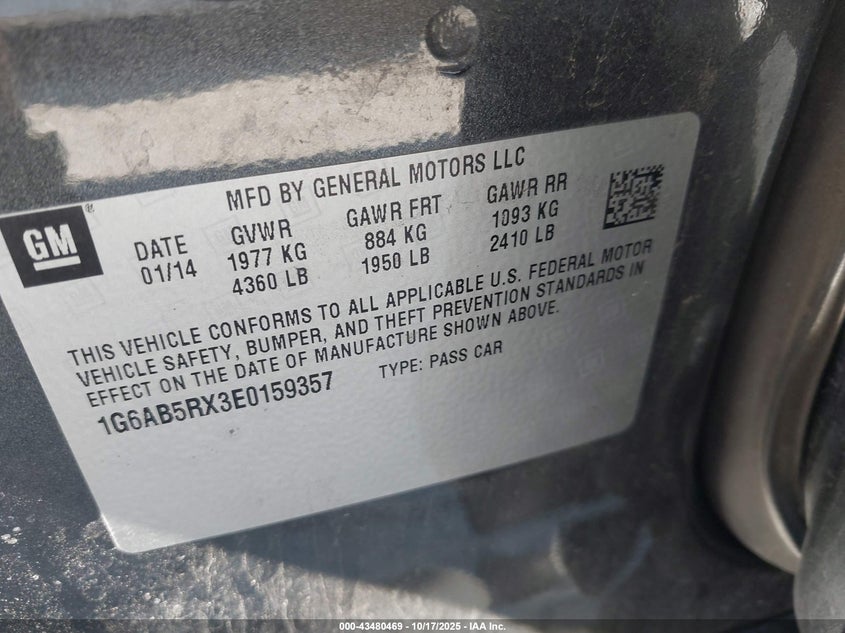 MFD BY GENERAL MOTORS LLC
GM®
DATE
01/14
GVWR
1977 KG
4360 LB
GAWR FRT
884 KG
1950 LB
GAWR RR
1093 KG
2410 LB
THIS VEHICLE CONFORMS TO ALL APPLICABLE U.S. FEDERAL MOTOR
VEHICLE SAFETY, BUMPER, AND THEFT PREVENTION STANDARDS IN
EFFECT ON THE DATE OF MANUFACTURE SHOWN ABOVE.
1G6AB5RX3E0159357
TYPE: PASS CAR
000-43480469 - 10/17/2025 - IAA Inc.